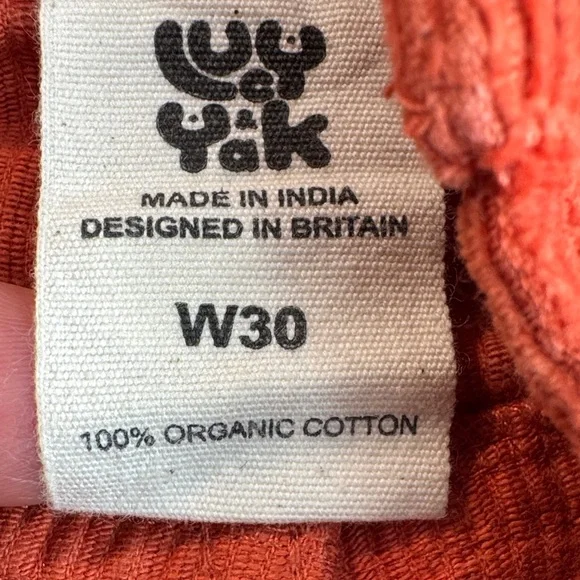 Lucy
& Yak
MADE IN INDIA
DESIGNED IN BRITAIN
W30
100% ORGANIC COTTON